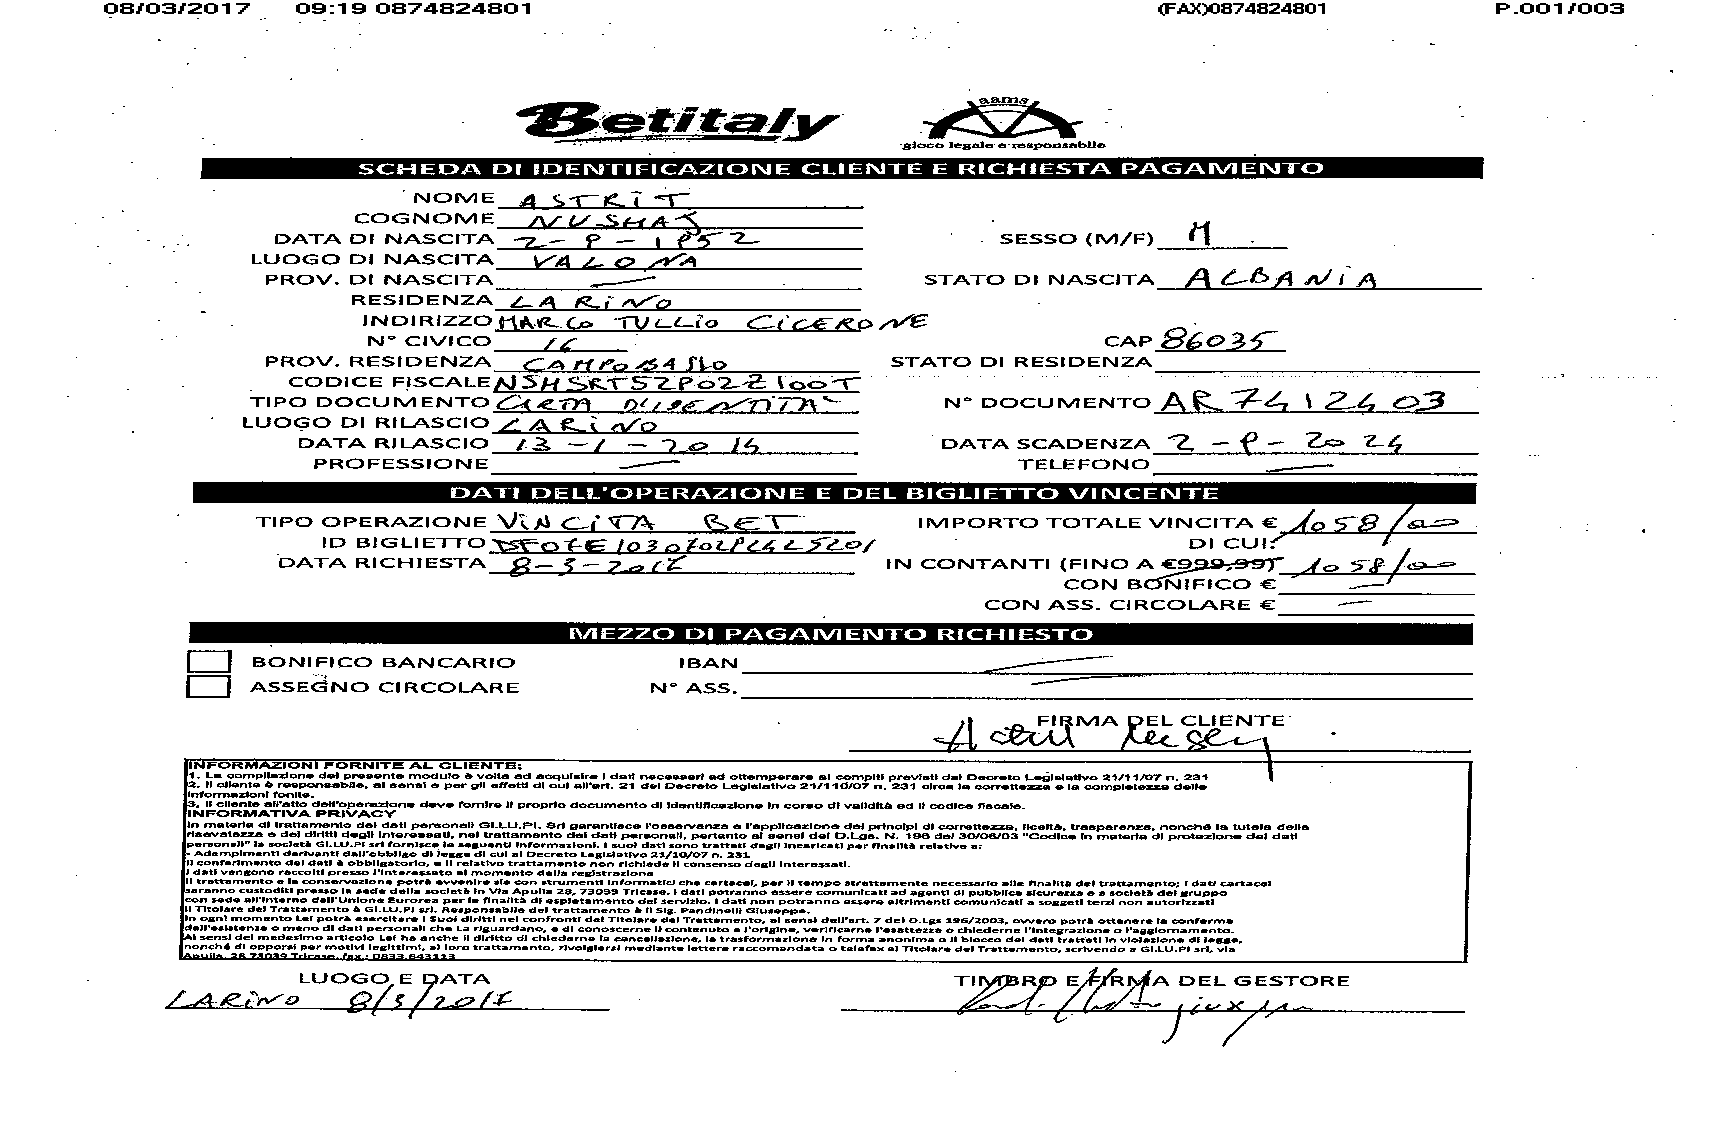 08/03/2017 09:19 0874824801 (FAX)0874824801 P.001/003
Betitaly
aams
gioco legale e responsabile
SCHEDA DI IDENTIFICAZIONE CLIENTE E RICHIESTA PAGAMENTO
NOME ASTRIT
COGNOME NUSHAJ
DATA DI NASCITA 2-9-1952 SESSO (M/F) M
LUOGO DI NASCITA VALONA
PROV. DI NASCITA — STATO DI NASCITA ALBANIA
RESIDENZA LARINO
INDIRIZZO MARCO TULLIO CICERONE
N° CIVICO 16 CAP 86035
PROV. RESIDENZA CAMPOBASSO STATO DI RESIDENZA
CODICE FISCALE NSHSRT52P02Z100T
TIPO DOCUMENTO CARTA D'IDENTITA' N° DOCUMENTO AR7412403
LUOGO DI RILASCIO LARINO
DATA RILASCIO 13-1-2014 DATA SCADENZA 2-9-2024
PROFESSIONE — TELEFONO —
DATI DELL'OPERAZIONE E DEL BIGLIETTO VINCENTE
TIPO OPERAZIONE VINCITA BET IMPORTO TOTALE VINCITA € 1058/00
ID BIGLIETTO DI CUI:
DATA RICHIESTA 8-3-2017 IN CONTANTI (FINO A €999,99) 1058/00
CON BONIFICO € —
CON ASS. CIRCOLARE € —
MEZZO DI PAGAMENTO RICHIESTO
BONIFICO BANCARIO IBAN —
ASSEGNO CIRCOLARE N° ASS. —
FIRMA DEL CLIENTE
INFORMAZIONI FORNITE AL CLIENTE:
1. La compilazione del presente modulo è volta ad acquisire i dati necessari ad ottemperare ai compiti previsti dal Decreto Legislativo 21/11/07 n. 231
2. Il cliente è responsabile, ai sensi e per gli effetti di cui all'art. 21 del Decreto Legislativo 21/110/07 n. 231 circa la correttezza e la completezza delle
informazioni fonite.
3. Il cliente all'atto dell'operazione deve fornire il proprio documento di identificazione in corso di validità ed il codice fiscale.
INFORMATIVA PRIVACY
In materia di trattamento dei dati personali GI.LU.PI. Srl garantisce l'osservanza e l'applicazione dei principi di correttezza, liceità, trasparenza, nonché la tutela della
riservatezza e dei diritti degli interessati, nel trattamento dei dati personali, pertanto ai sensi del D.Lgs. N. 196 del 30/06/03 "Codice in materia di protezione dei dati
personali" la società GI.LU.PI srl fornisce le seguenti informazioni. I suoi dati sono trattati dagli incaricati per finalità relative a:
- Adempimenti derivanti dall'obbligo di legge di cui al Decreto Legislativo 21/10/07 n. 231
Il conferimento dei dati è obbligatorio, e il relativo trattamento non richiede il consenso degli interessati.
I dati vengono raccolti presso l'interessato al momento della registrazione
Il trattamento e la conservazione potrà avvenire sia con strumenti informatici che cartacei, per il tempo strettamente necessario alle finalità del trattamento; i dati cartacei
saranno custoditi presso la sede della società in Via Apulia 28, 73099 Tricase. I dati potranno essere comunicati ad agenti di pubblica sicurezza e a società del gruppo
con sede all'interno dell'Unione Europea per la finalità di espletamento del servizio. I dati non potranno essere altrimenti comunicati a soggetti terzi non autorizzati
Il Titolare del Trattamento è GI.LU.PI srl. Responsabile del trattamento è il Sig. Pandinelli Giuseppe.
In ogni momento Lei potrà esercitare i Suoi diritti nei confronti del Titolare del Trattamento, ai sensi dell'art. 7 del D.Lgs 196/2003, ovvero potrà ottenere la conferma
dell'esistenza o meno di dati personali che La riguardano, e di conoscerne il contenuto e l'origine, verificarne l'esattezza o chiederne l'integrazione o l'aggiornamento.
Ai sensi del medesimo articolo Lei ha anche il diritto di chiederne la cancellazione, la trasformazione in forma anonima o il blocco dei dati trattati in violazione di legge,
nonché di opporsi per motivi legittimi, al loro trattamento, scrivendo a GI.LU.PI srl, via
Apulia, 28 73039 Tricase, fax.: 0833.643113
LUOGO E DATA TIMBRO E FIRMA DEL GESTORE
LARINO 8/3/2017